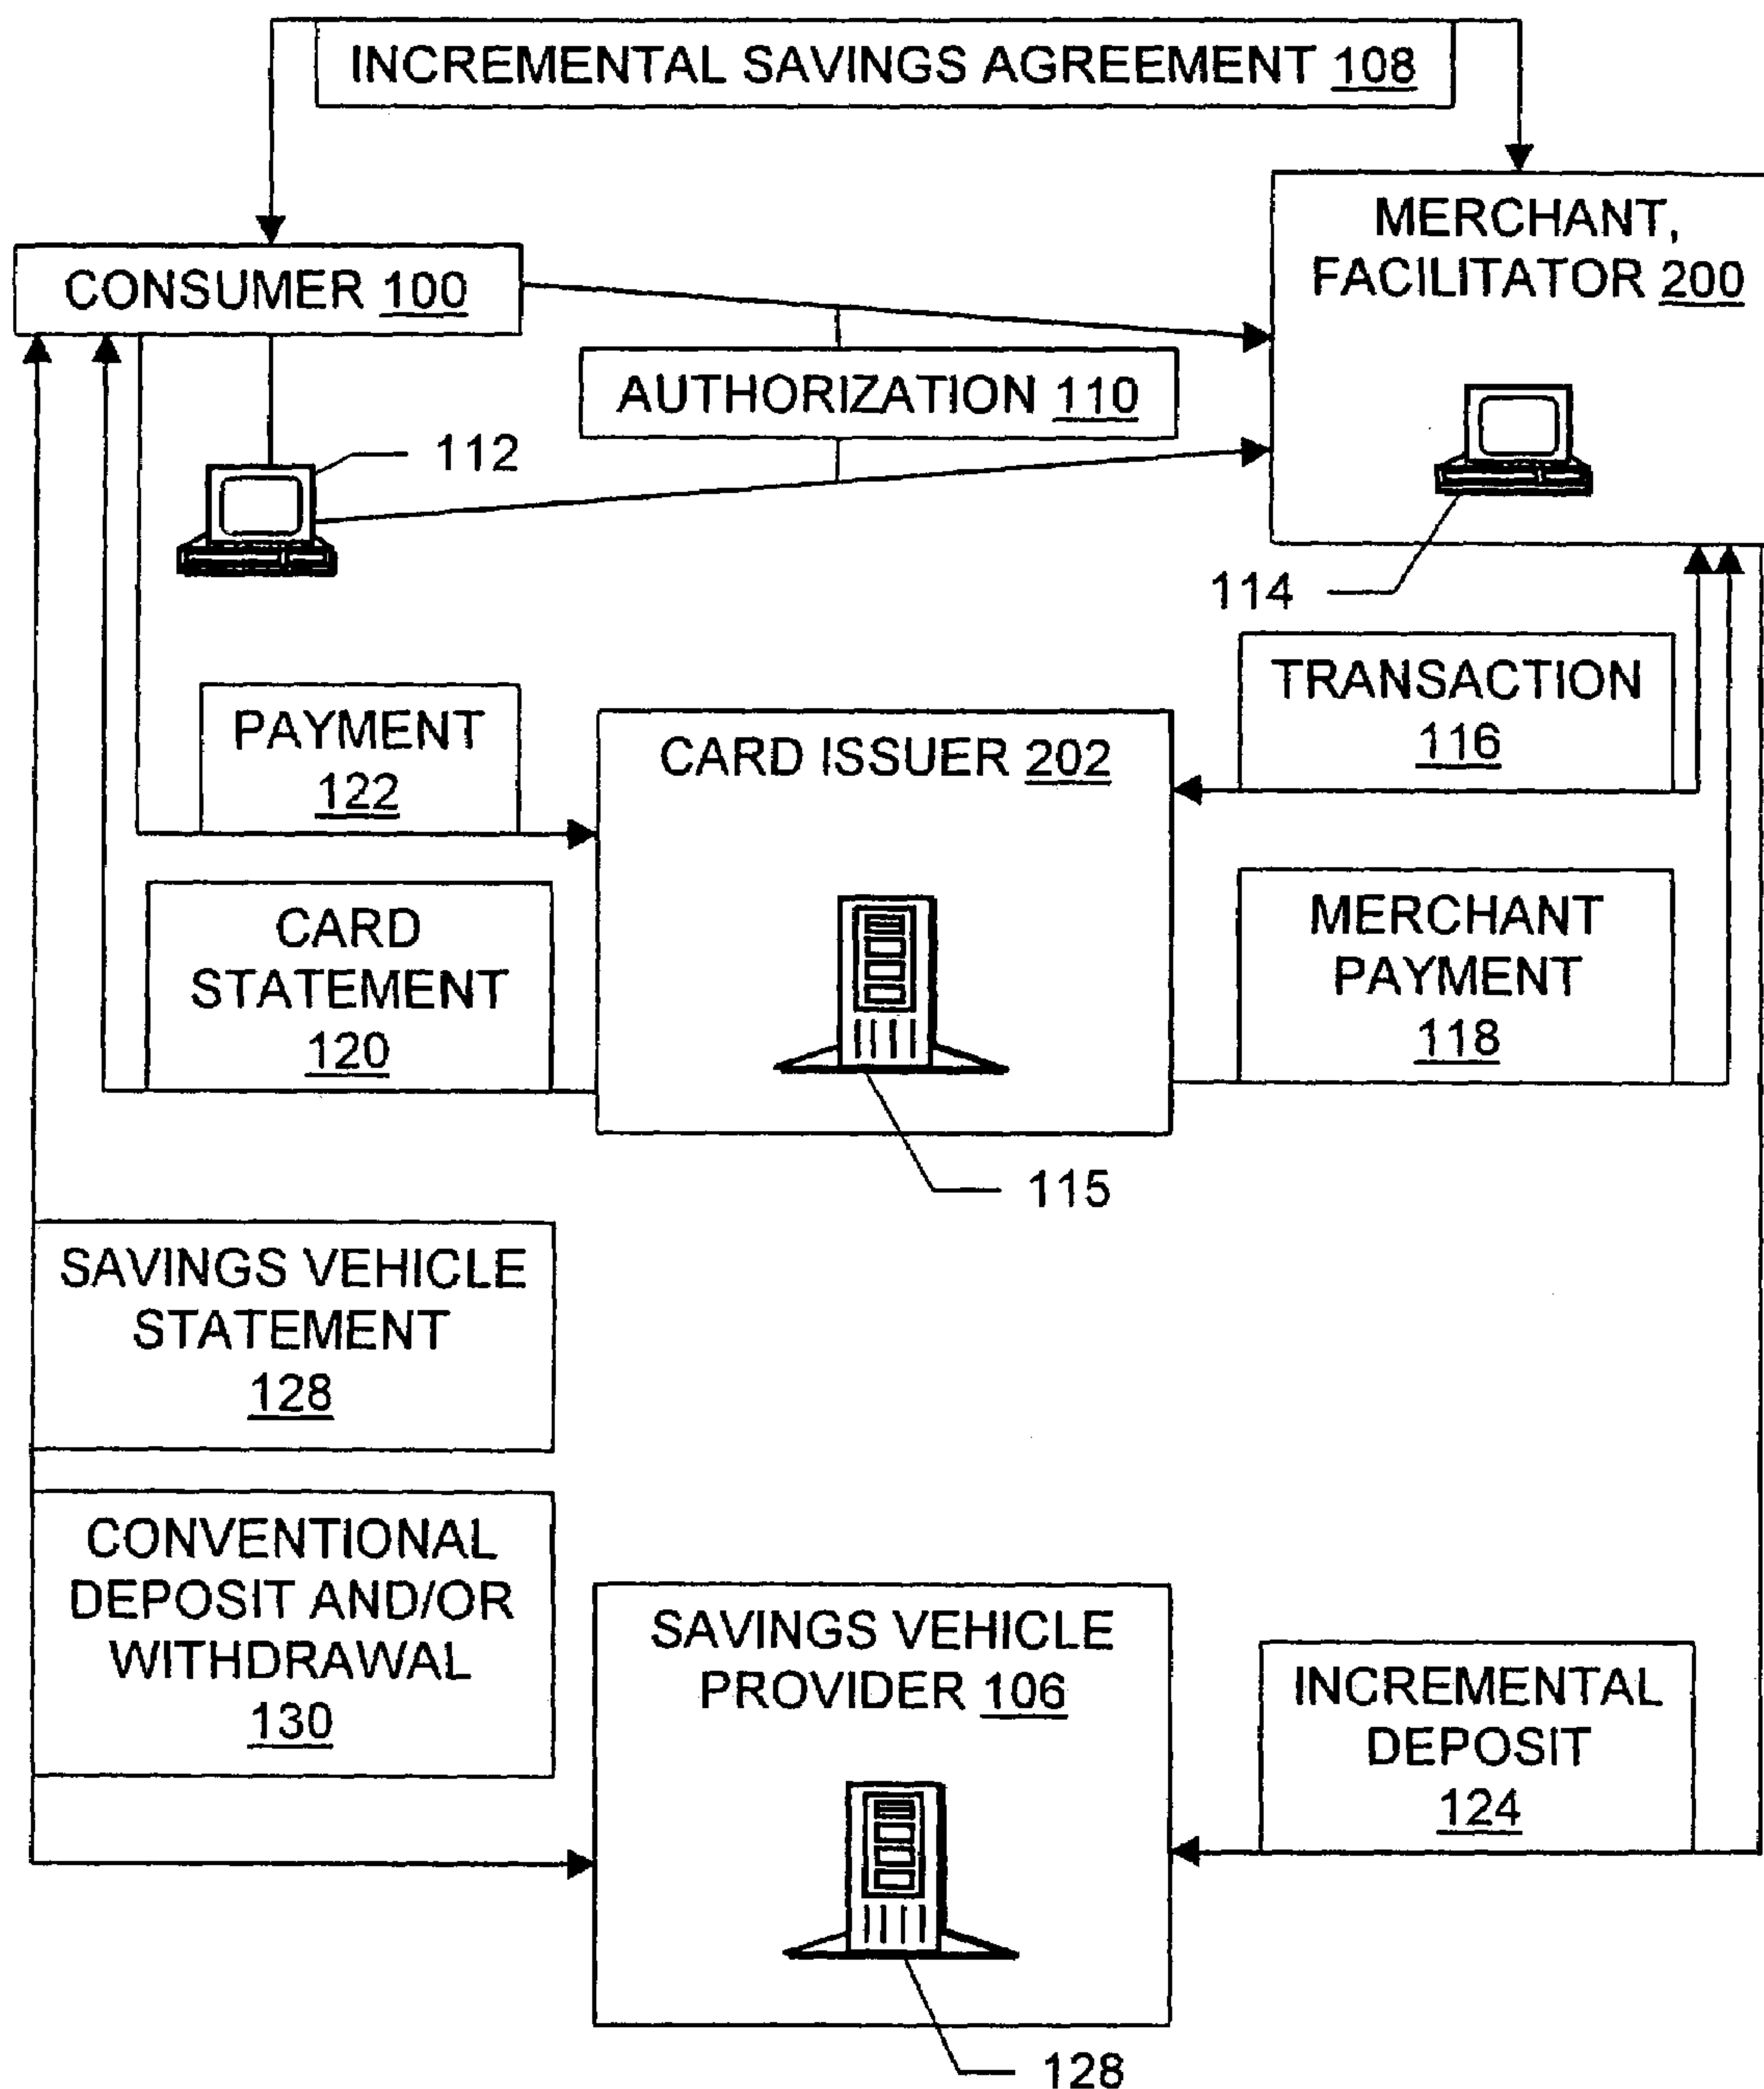 INCREMENTAL SAVINGS AGREEMENT 108
MERCHANT,
FACILITATOR 200
CONSUMER 100
AUTHORIZATION 110
112
114
TRANSACTION
116
PAYMENT
122
CARD ISSUER 202
CARD
STATEMENT
120
MERCHANT
PAYMENT
118
115
SAVINGS VEHICLE
STATEMENT
128
CONVENTIONAL
DEPOSIT AND/OR
WITHDRAWAL
130
SAVINGS VEHICLE
PROVIDER 106
INCREMENTAL
DEPOSIT
124
128